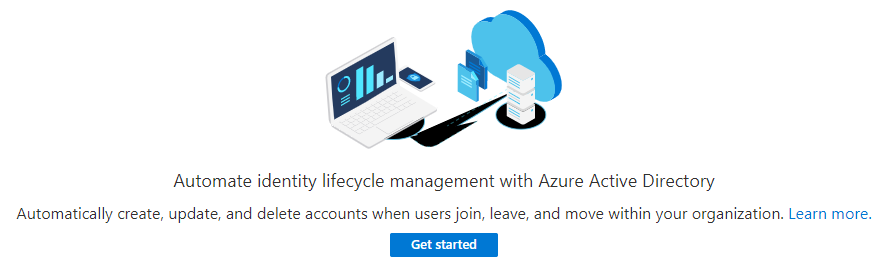 Automate identity lifecycle management with Azure Active Directory
Automatically create, update, and delete accounts when users join, leave, and move within your organization. Learn more.
Get started